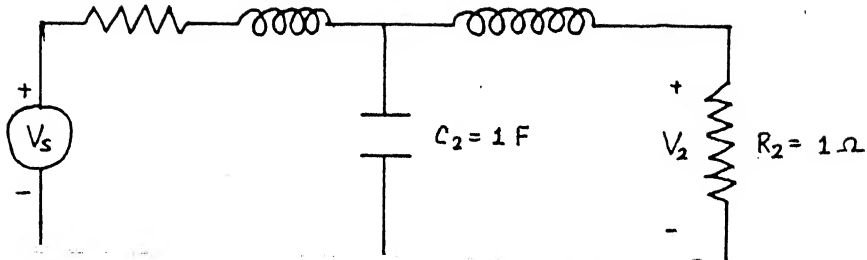 +
Vs
-
C2 = 1 F
+
V2
-
R2 = 1 Ω